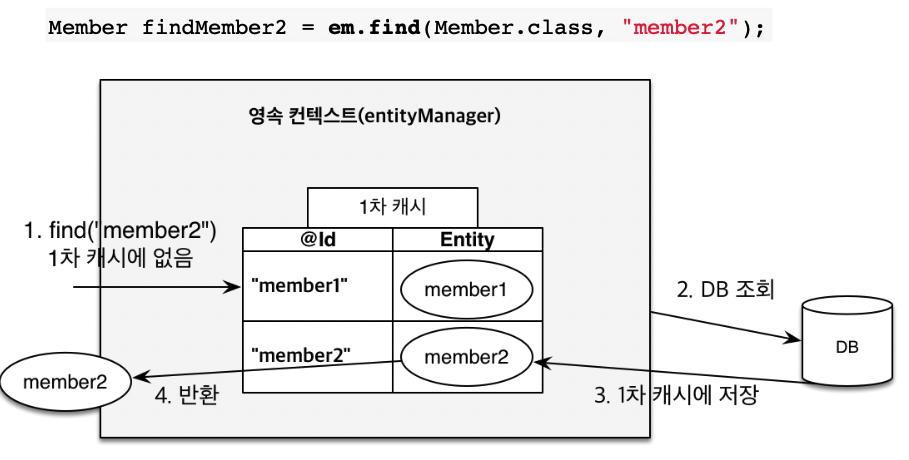 Member findMember2 = em.find(Member.class, "member2");
영속 컨텍스트(entityManager)
1차 캐시
1. find("member2")
1차 캐시에 없음
@Id
Entity
"member1"
member1
2. DB 조회
DB
"member2"
member2
member2
4. 반환
3. 1차 캐시에 저장